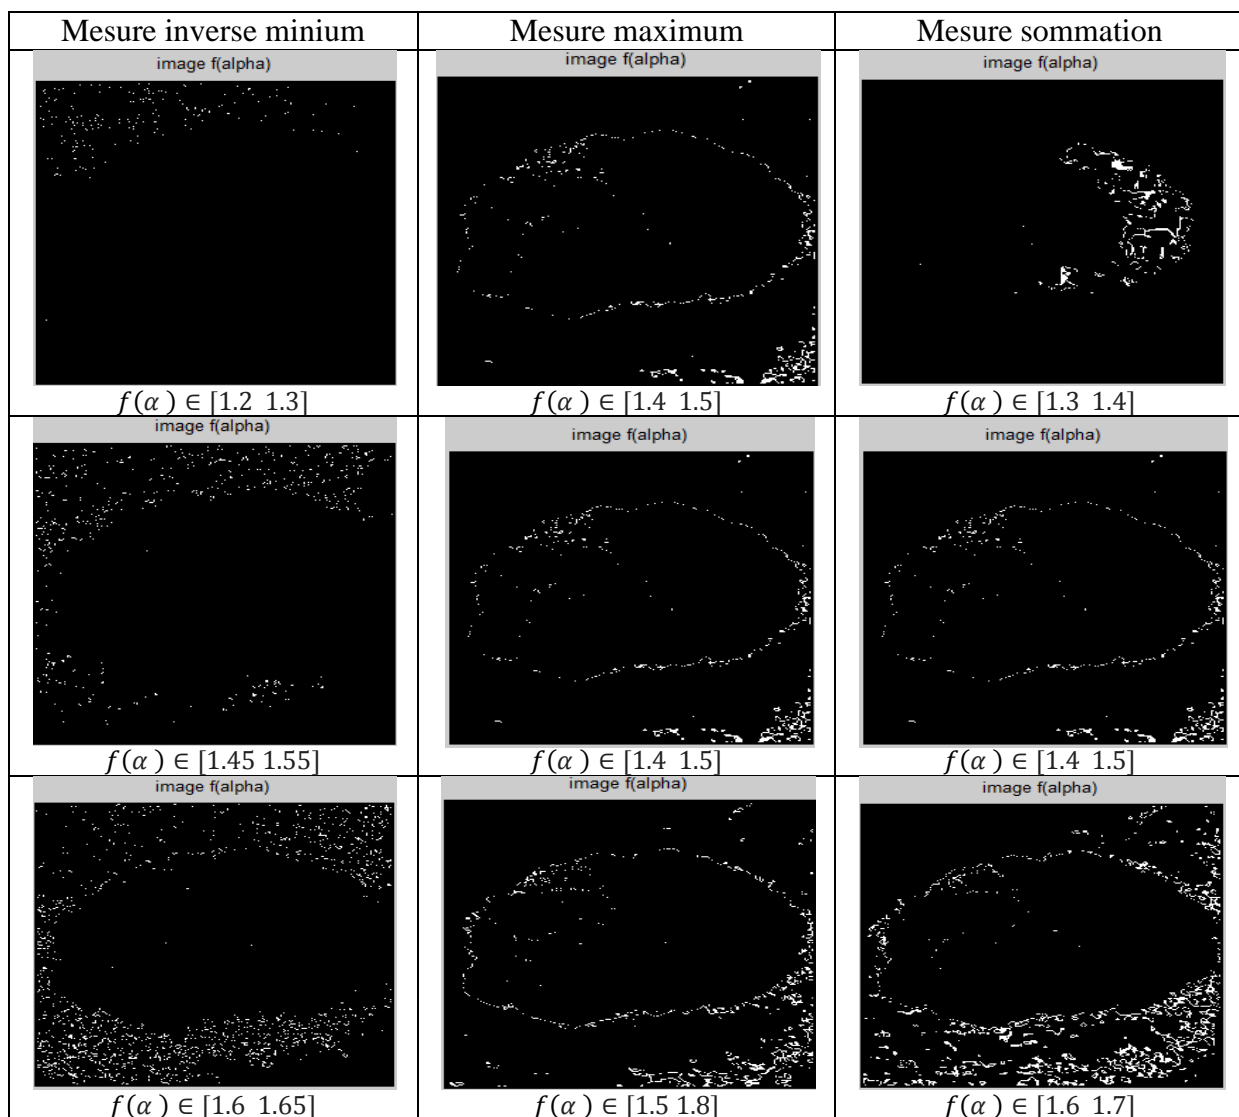 Mesure inverse minium Mesure maximum Mesure sommation
image f(alpha) image f(alpha) image f(alpha)
f(α ) ∈ [1.2 1.3] f(α ) ∈ [1.4 1.5] f(α ) ∈ [1.3 1.4]
image f(alpha) image f(alpha) image f(alpha)
f(α ) ∈ [1.45 1.55] f(α ) ∈ [1.4 1.5] f(α ) ∈ [1.4 1.5]
image f(alpha) image f(alpha) image f(alpha)
f(α ) ∈ [1.6 1.65] f(α ) ∈ [1.5 1.8] f(α ) ∈ [1.6 1.7]